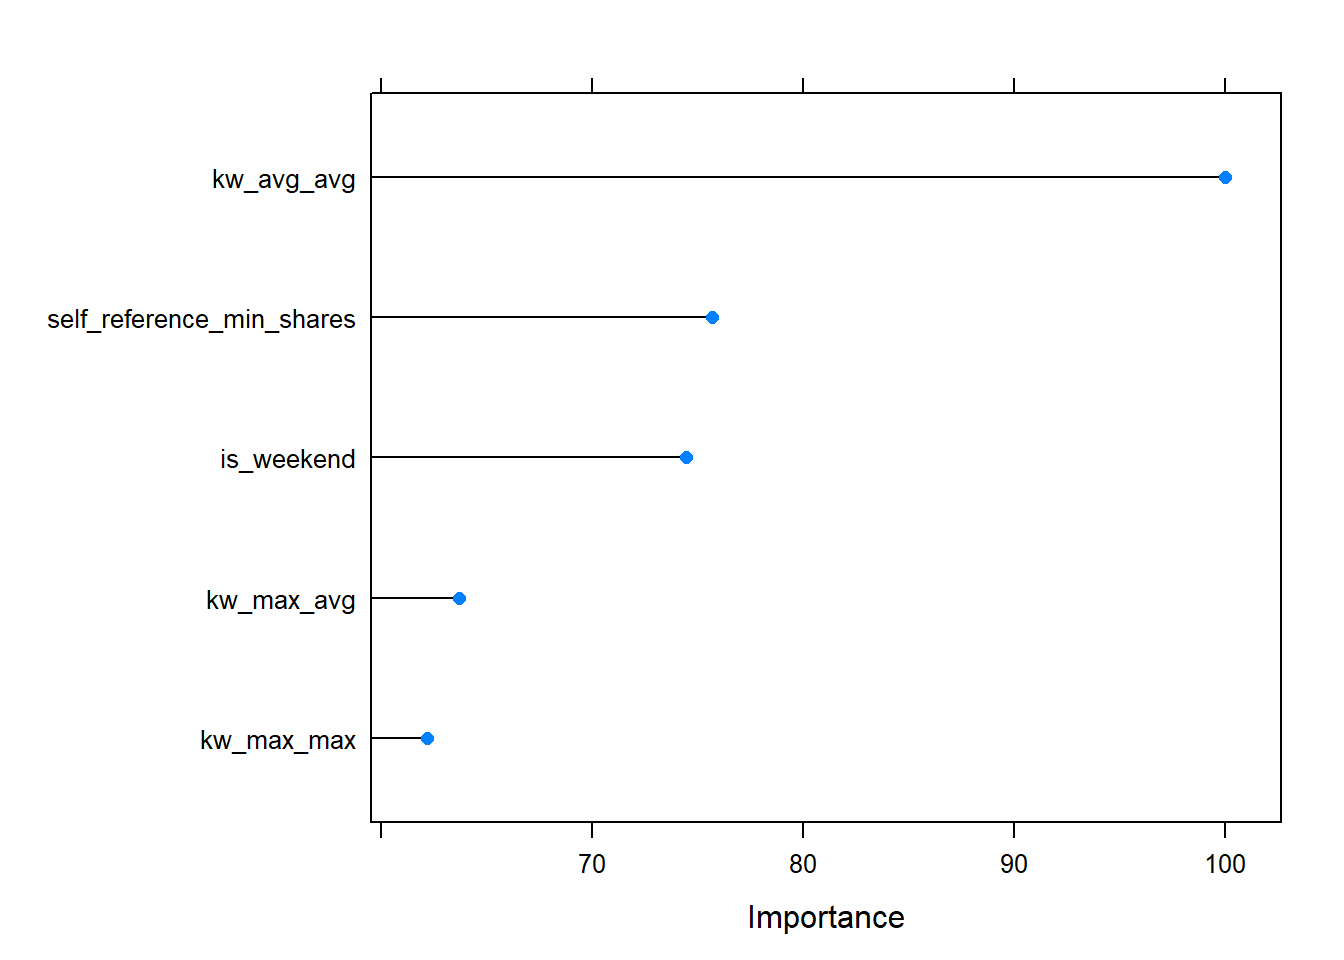 kw_avg_avg
self_reference_min_shares
is_weekend
kw_max_avg
kw_max_max
70 80 90 100
Importance